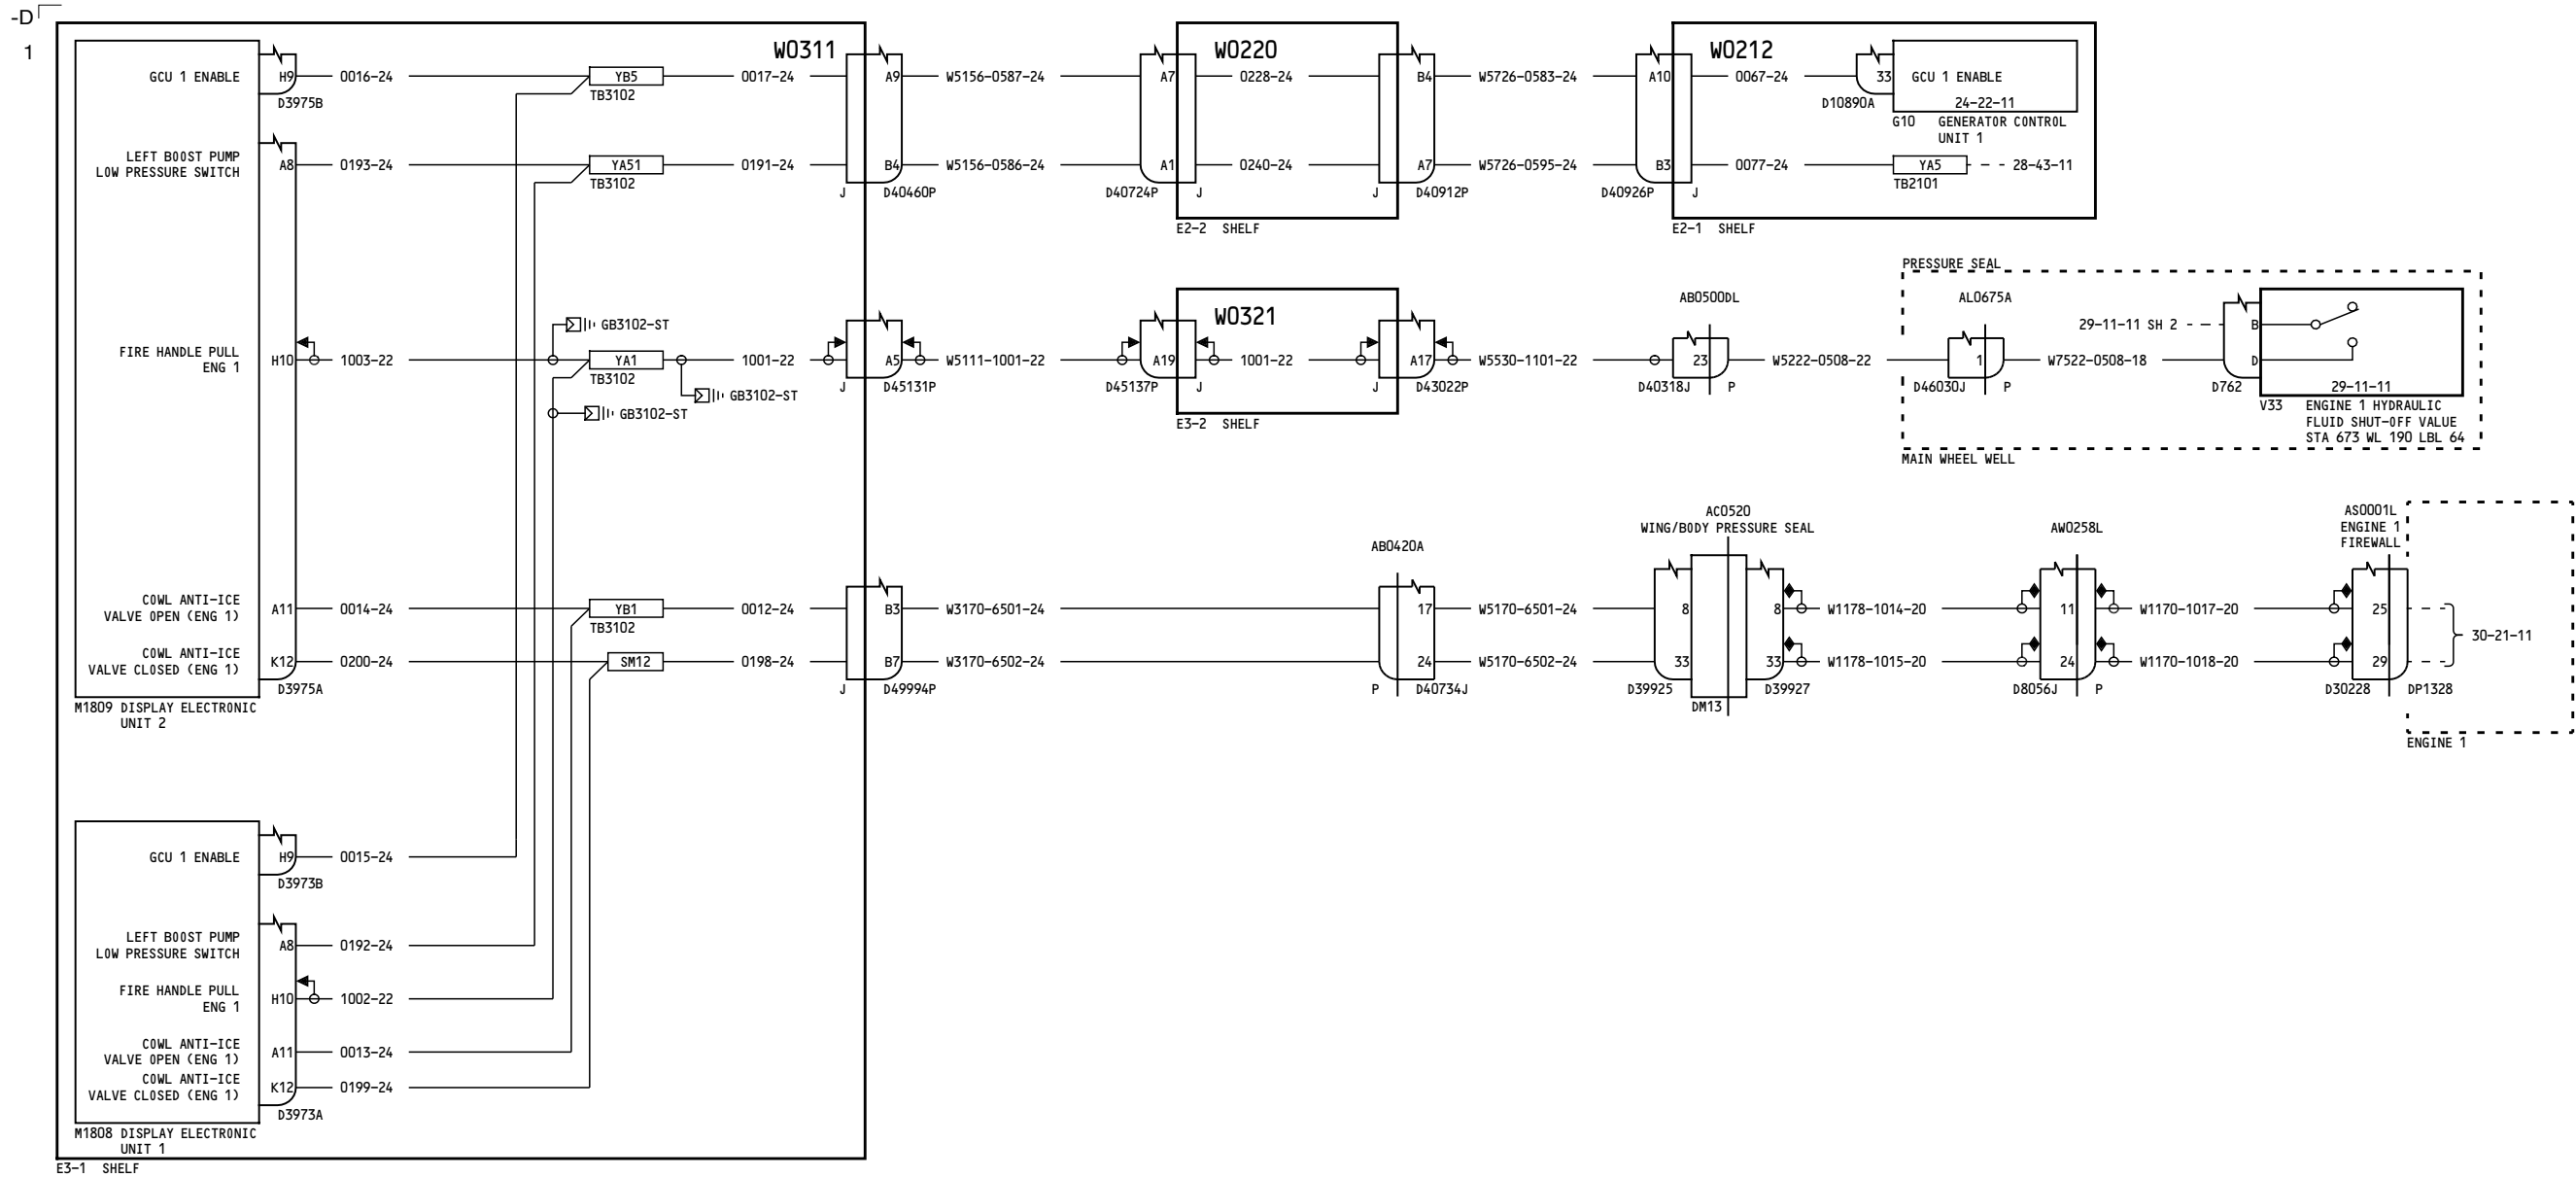 -D
1
W0311
W0220
W0212
GCU 1 ENABLE
H9
0016-24
YB5
0017-24
A9
W5156-0587-24
A7
0228-24
B4
W5726-0583-24
A10
0067-24
33
GCU 1 ENABLE
D3975B
TB3102
D10890A
24-22-11
G10
GENERATOR CONTROL
UNIT 1
LEFT BOOST PUMP
LOW PRESSURE SWITCH
A8
0193-24
YA51
0191-24
B4
W5156-0586-24
A1
0240-24
A7
W5726-0595-24
B3
0077-24
YA5
28-43-11
TB3102
TB2101
J
D40460P
D40724P
J
J
D40912P
D40926P
J
E2-2 SHELF
E2-1 SHELF
PRESSURE SEAL
W0321
AB0500DL
AL0675A
GB3102-ST
29-11-11 SH 2
B
FIRE HANDLE PULL
ENG 1
H10
1003-22
YA1
1001-22
A5
W5111-1001-22
A19
1001-22
A17
W5530-1101-22
23
W5222-0508-22
1
W7522-0508-18
D
TB3102
GB3102-ST
GB3102-ST
J
D45131P
D45137P
J
J
D43022P
D40318J
P
D46030J
P
D762
29-11-11
V33
ENGINE 1 HYDRAULIC
FLUID SHUT-OFF VALUE
STA 673 WL 190 LBL 64
E3-2 SHELF
MAIN WHEEL WELL
AB0420A
AC0520
WING/BODY PRESSURE SEAL
AW0258L
AS0001L
ENGINE 1
FIREWALL
COWL ANTI-ICE
VALVE OPEN (ENG 1)
A11
0014-24
YB1
0012-24
B3
W3170-6501-24
17
W5170-6501-24
8
8
W1178-1014-20
11
W1170-1017-20
25
TB3102
30-21-11
COWL ANTI-ICE
VALVE CLOSED (ENG 1)
K12
0200-24
SM12
0198-24
B7
W3170-6502-24
24
W5170-6502-24
33
33
W1178-1015-20
24
W1170-1018-20
29
D3975A
J
D49994P
P
D40734J
D39925
DM13
D39927
D8056J
P
D30228
DP1328
M1809 DISPLAY ELECTRONIC
UNIT 2
ENGINE 1
GCU 1 ENABLE
H9
0015-24
D3973B
LEFT BOOST PUMP
LOW PRESSURE SWITCH
A8
0192-24
FIRE HANDLE PULL
ENG 1
H10
1002-22
COWL ANTI-ICE
VALVE OPEN (ENG 1)
A11
0013-24
COWL ANTI-ICE
VALVE CLOSED (ENG 1)
K12
0199-24
D3973A
M1808 DISPLAY ELECTRONIC
UNIT 1
E3-1 SHELF